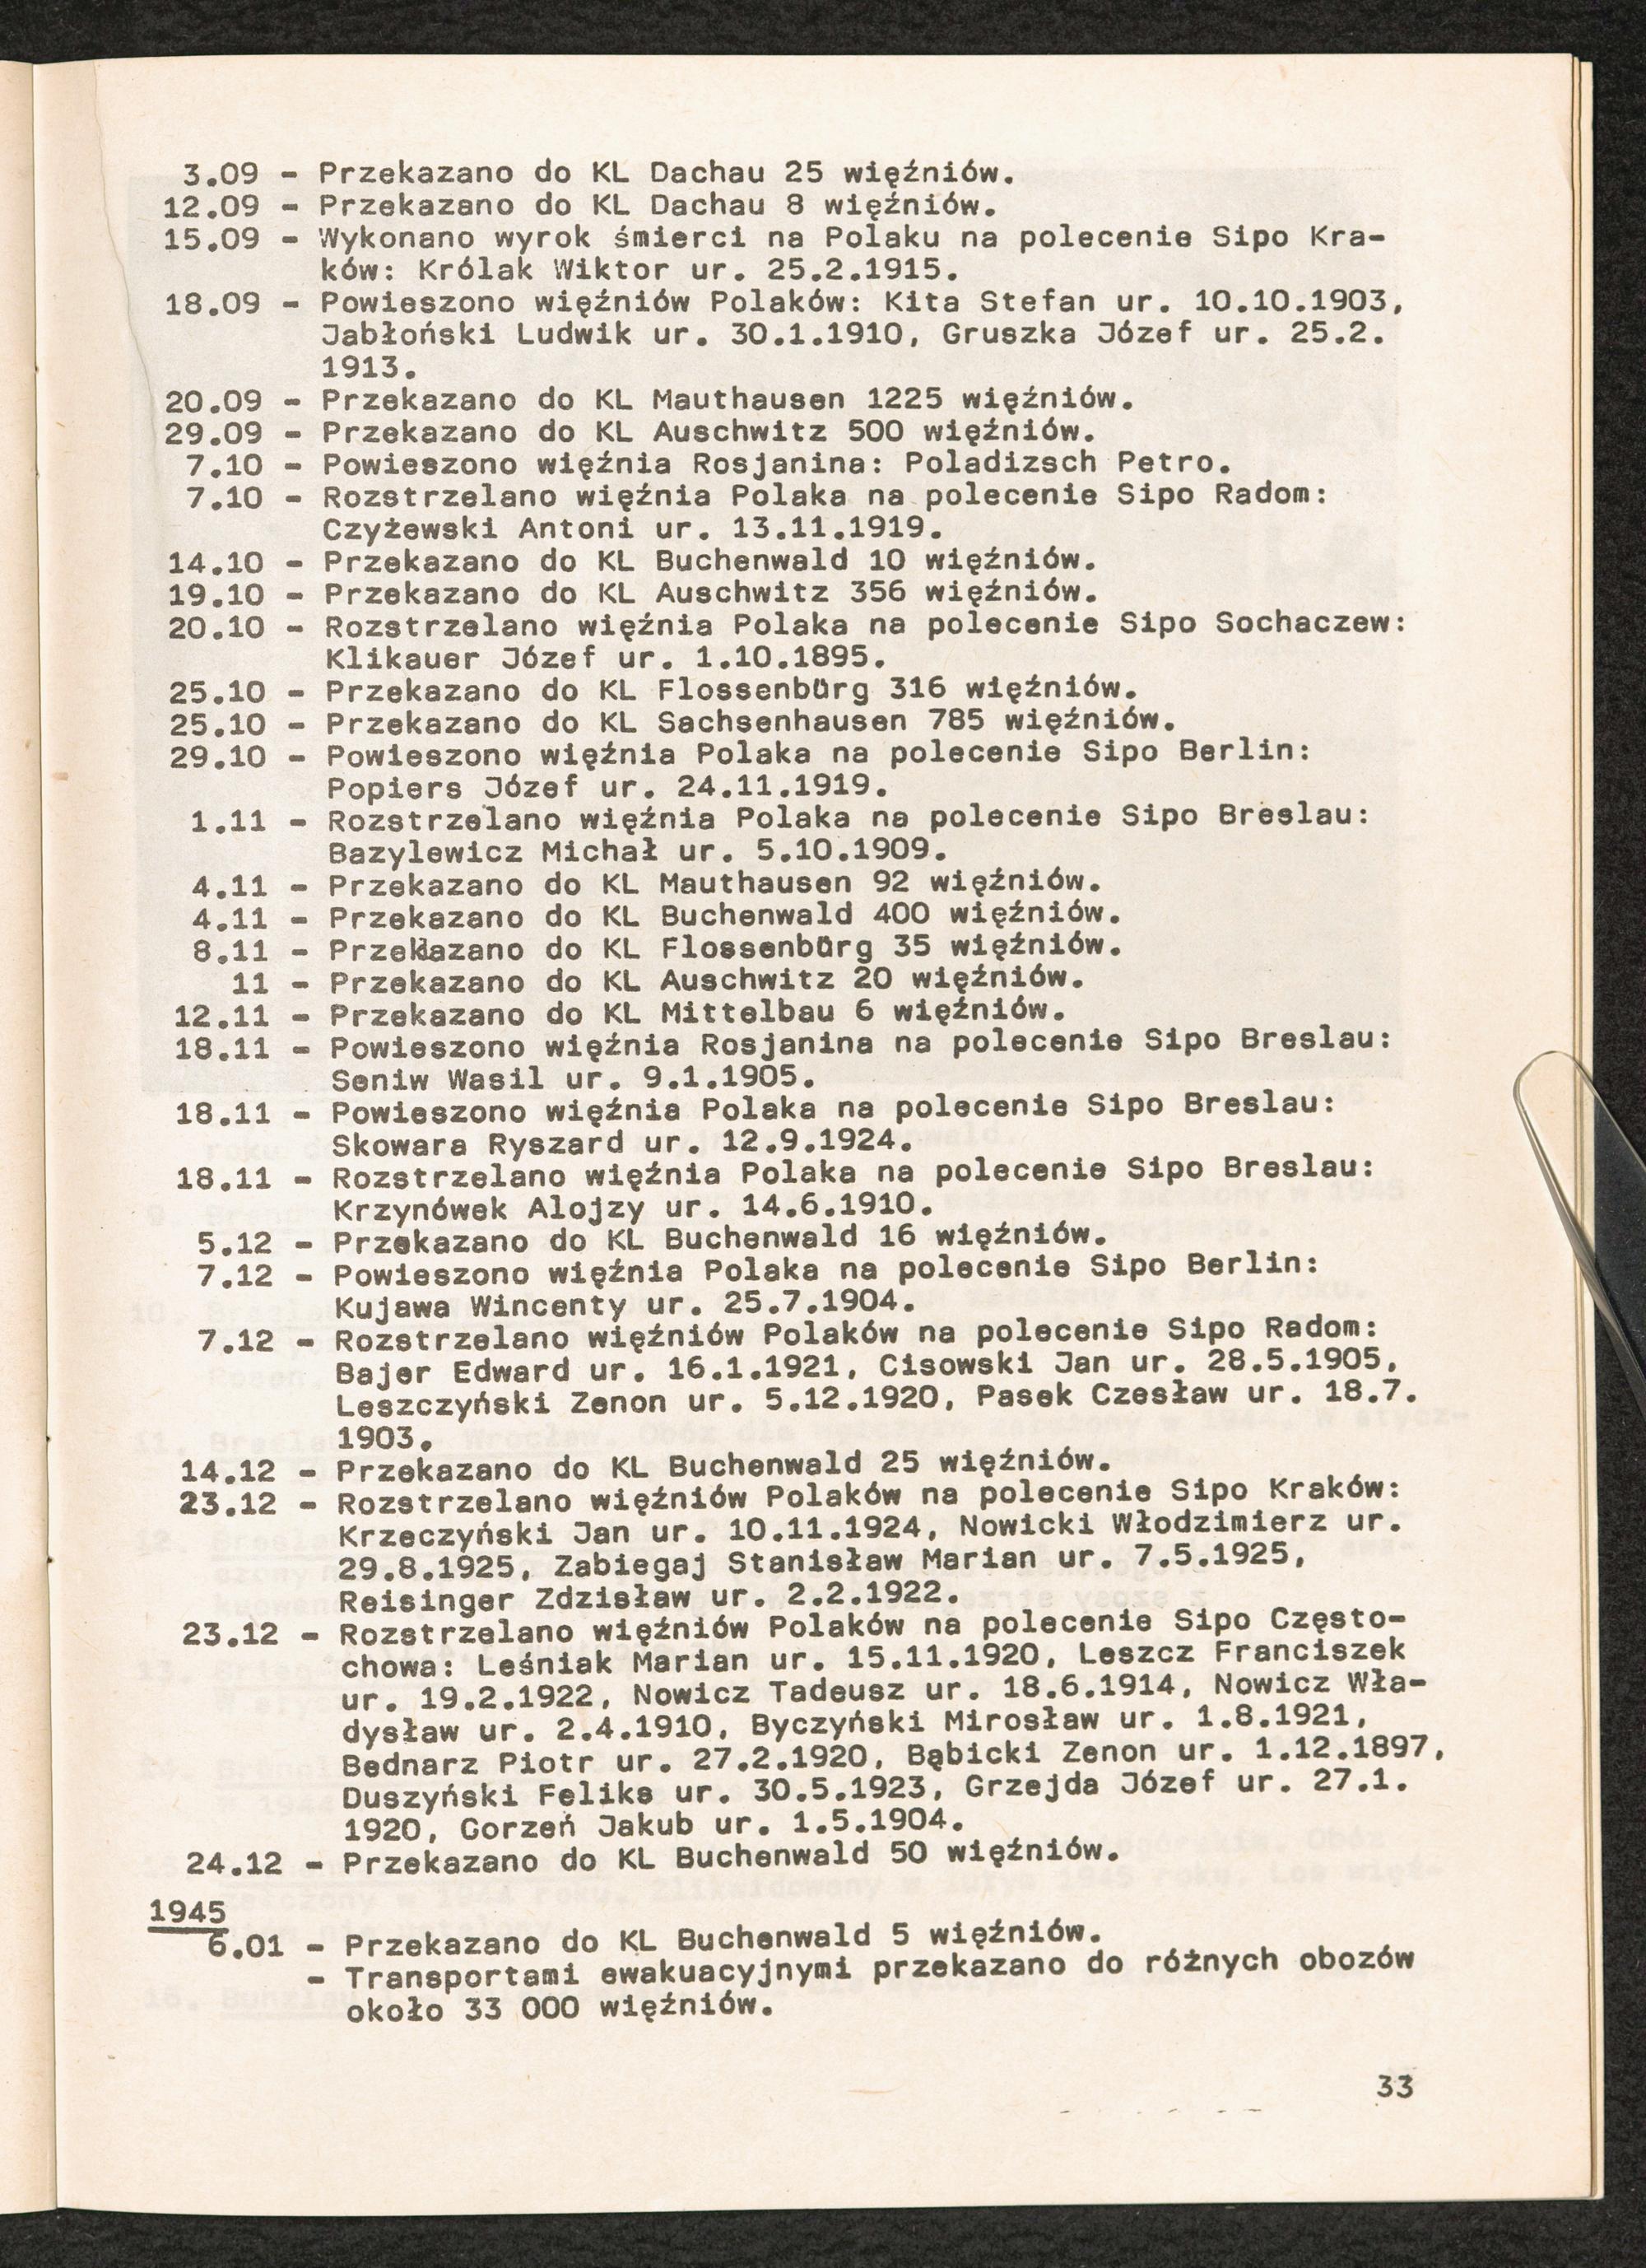 3.09 - Przekazano do KL Dachau 25 więźniów.
12.09 - Przekazano do KL Dachau 8 więźniów.
15.09 - Wykonano wyrok śmierci na Polaku na polecenie Sipo Kra-
ków: Królak Wiktor ur. 25.2.1915.
18.09 - Powieszono więźniów Polaków: Kita Stefan ur. 10.10.1903,
Jabłoński Ludwik ur. 30.1.1910, Gruszka Józef ur. 25.2.
1913.
20.09 - Przekazano do KL Mauthausen 1225 więźniów.
29.09 - Przekazano do KL Auschwitz 500 więźniów.
7.10 - Powieszono więźnia Rosjanina: Poladizsch Petro.
7.10 - Rozstrzelano więźnia Polaka na polecenie Sipo Radom:
Czyżewski Antoni ur. 13.11.1919.
14.10 - Przekazano do KL Buchenwald 10 więźniów.
19.10 - Przekazano do KL Auschwitz 356 więźniów.
20.10 - Rozstrzelano więźnia Polaka na polecenie Sipo Sochaczew:
Klikauer Józef ur. 1.10.1895.
25.10 - Przekazano do KL Flossenbürg 316 więźniów.
25.10 - Przekazano do KL Sachsenhausen 785 więźniów.
29.10 - Powieszono więźnia Polaka na polecenie Sipo Berlin:
Popiers Józef ur. 24.11.1919.
1.11 - Rozstrzelano więźnia Polaka na polecenie Sipo Breslau:
Bazylewicz Michał ur. 5.10.1909.
4.11 - Przekazano do KL Mauthausen 92 więźniów.
4.11 - Przekazano do KL Buchenwald 400 więźniów.
8.11 - Przekazano do KL Flossenbürg 35 więźniów.
11 - Przekazano do KL Auschwitz 20 więźniów.
12.11 - Przekazano do KL Mittelbau 6 więźniów.
18.11 - Powieszono więźnia Rosjanina na polecenie Sipo Breslau:
Seniw Wasil ur. 9.1.1905.
18.11 - Powieszono więźnia Polaka na polecenie Sipo Breslau:
Skowara Ryszard ur. 12.9.1924.
18.11 - Rozstrzelano więźnia Polaka na polecenie Sipo Breslau:
Krzynówek Alojzy ur. 14.6.1910.
5.12 - Przekazano do KL Buchenwald 16 więźniów.
7.12 - Powieszono więźnia Polaka na polecenie Sipo Berlin:
Kujawa Wincenty ur. 25.7.1904.
7.12 - Rozstrzelano więźniów Polaków na polecenie Sipo Radom:
Bajer Edward ur. 16.1.1921, Cisowski Jan ur. 28.5.1905,
Leszczyński Zenon ur. 5.12.1920, Pasek Czesław ur. 18.7.
1903.
14.12 - Przekazano do KL Buchenwald 25 więźniów.
23.12 - Rozstrzelano więźniów Polaków na polecenie Sipo Kraków:
Krzeczyński Jan ur. 10.11.1924, Nowicki Włodzimierz ur.
29.8.1925, Zabiegaj Stanisław Marian ur. 7.5.1925,
Reisinger Zdzisław ur. 2.2.1922.
23.12 - Rozstrzelano więźniów Polaków na polecenie Sipo Często-
chowa: Leśniak Marian ur. 15.11.1920, Leszcz Franciszek
ur. 19.2.1922, Nowicz Tadeusz ur. 18.6.1914, Nowicz Wła-
dysław ur. 2.4.1910, Byczyński Mirosław ur. 1.8.1921,
Bednarz Piotr ur. 27.2.1920, Bąbicki Zenon ur. 1.12.1897,
Duszyński Feliks ur. 30.5.1923, Grzejda Józef ur. 27.1.
1920, Gorzeń Jakub ur. 1.5.1904.
24.12 - Przekazano do KL Buchenwald 50 więźniów.
1945
6.01 - Przekazano do KL Buchenwald 5 więźniów.
- Transportami ewakuacyjnymi przekazano do różnych obozów
około 33 000 więźniów.
33